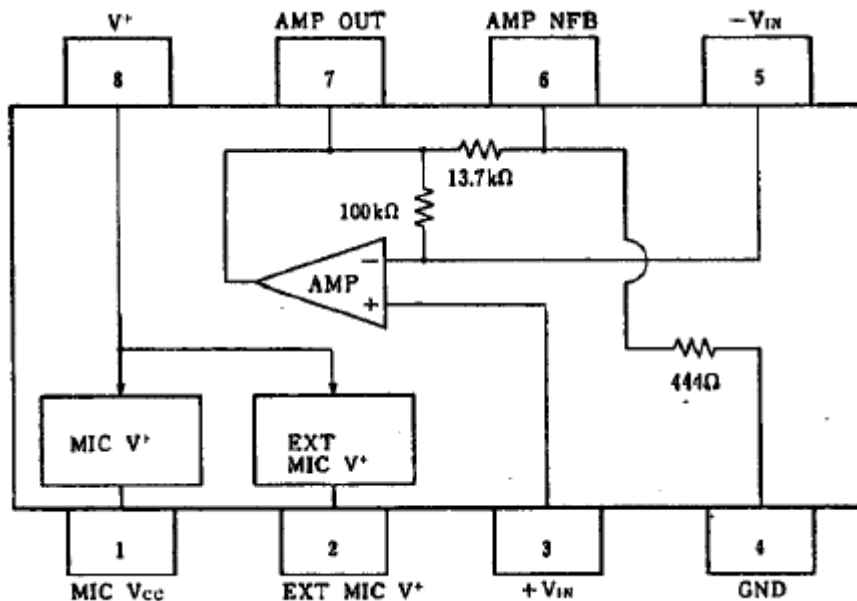 V⁺ AMP OUT AMP NFB −VIN
8 7 6 5
13.7kΩ
100kΩ
−
AMP
+
444Ω
MIC V⁺
EXT
MIC V⁺
1 2 3 4
MIC Vcc EXT MIC V⁺ +VIN GND